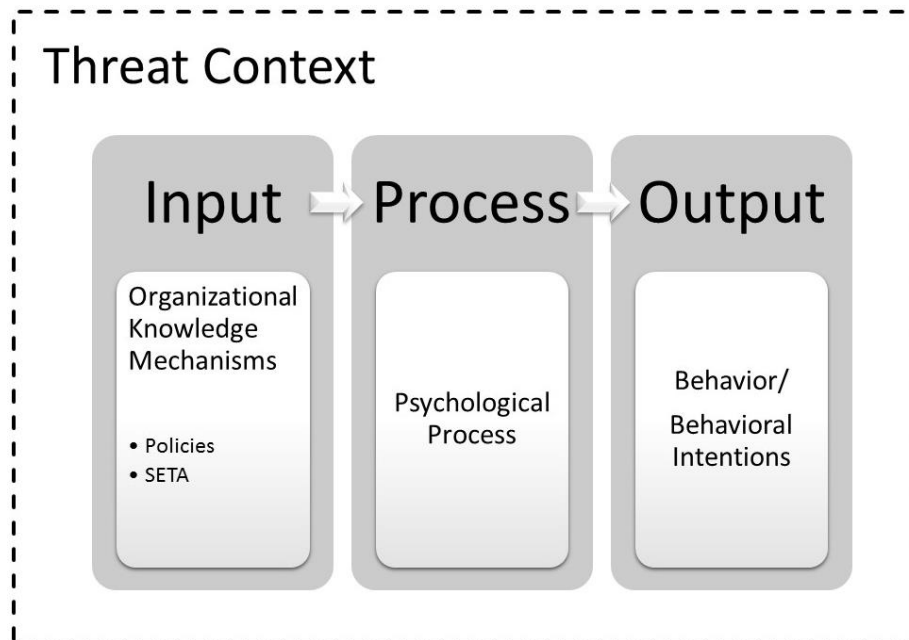 Threat Context
Input
Process
Output
Organizational
Knowledge
Mechanisms
• Policies
• SETA
Psychological
Process
Behavior/
Behavioral
Intentions